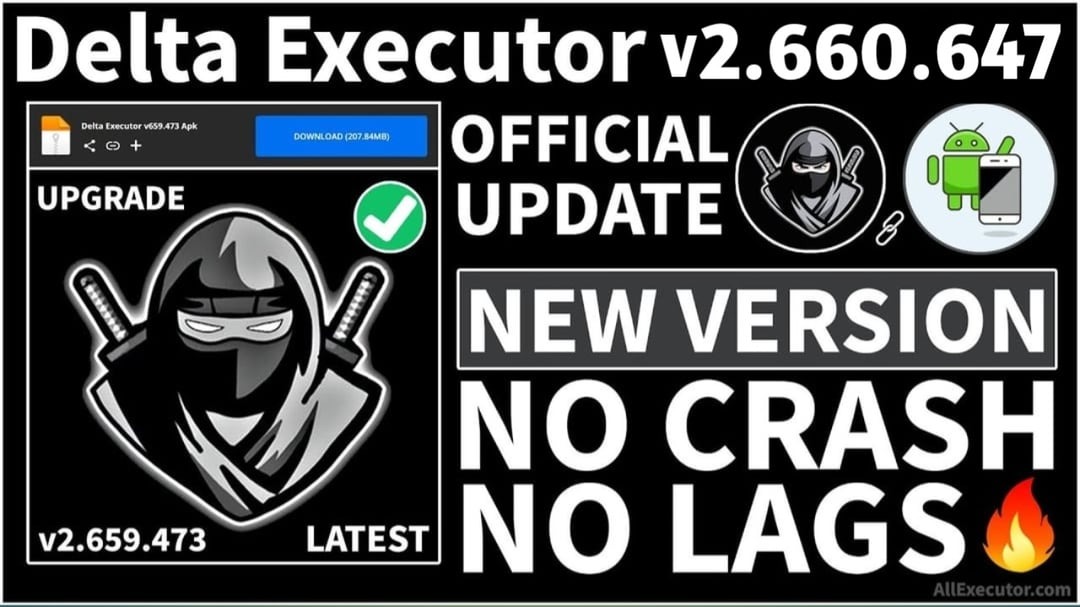 Delta Executor v2.660.647
Delta Executor v659.473 Apk
DOWNLOAD (207.84MB)
UPGRADE
v2.659.473
LATEST
OFFICIAL
UPDATE
NEW VERSION
NO CRASH
NO LAGS
AllExecutor.com